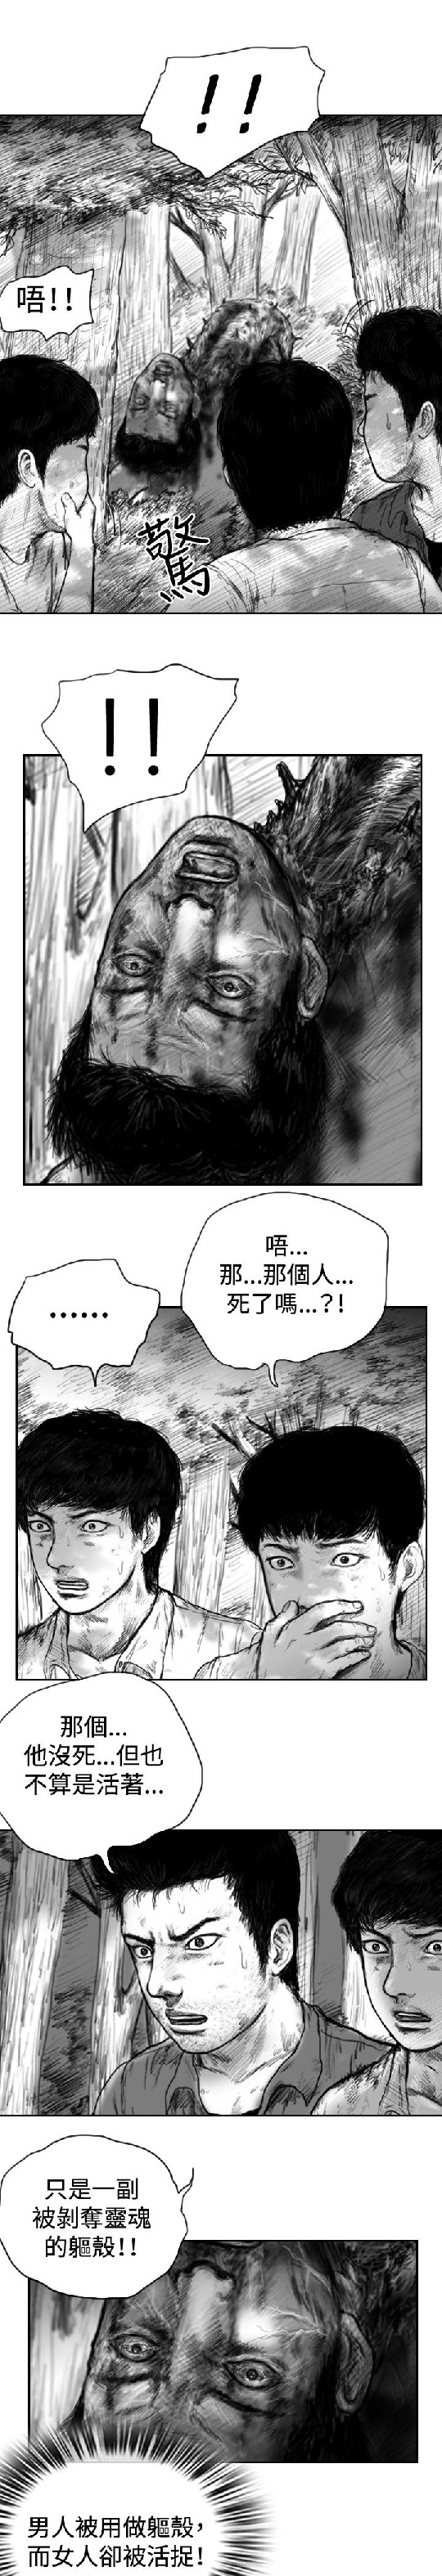 !!
唔!!
驚
!!
唔...
那...那個人...
死了嗎...?!
......
那個...
他沒死...但也
不算是活著...
只是一副
被剝奪靈魂
的軀殼!!
男人被用做軀殼,
而女人卻被活捉!